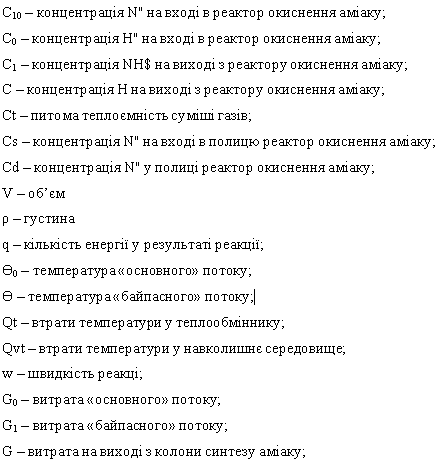 C₁₀ – концентрація N" на вході в реактор окиснення аміаку;
C₀ – концентрація H" на вході в реактор окиснення аміаку;
C₁ – концентрація NH$ на виході з реактору окиснення аміаку;
C – концентрація H на виході з реактору окиснення аміаку;
Ct – питома теплоємність суміші газів;
Cs – концентрація N" на вході в полицю реактор окиснення аміаку;
Cd – концентрація N" у полиці реактор окиснення аміаку;
V – об’єм
ρ – густина
q – кількість енергії у результаті реакції;
Ѳ₀ – температура «основного» потоку;
Ѳ – температура «байпасного» потоку;
Qt – втрати температури у теплообміннику;
Qvt – втрати температури у навколишнє середовище;
w – швидкість реакці;
G₀ – витрата «основного» потоку;
G₁ – витрата «байпасного» потоку;
G – витрата на виході з колони синтезу аміаку;